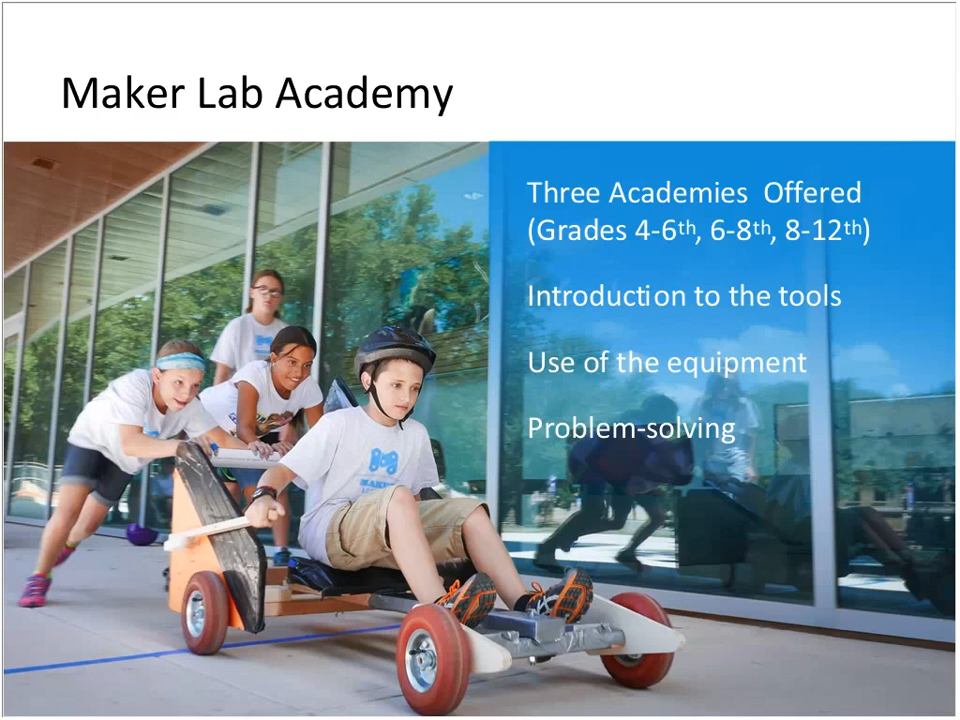 Maker Lab Academy
Three Academies  Offered
(Grades 4-6th, 6-8th, 8-12th)
Introduction to the tools
Use of the equipment
Problem-solving
MAKER